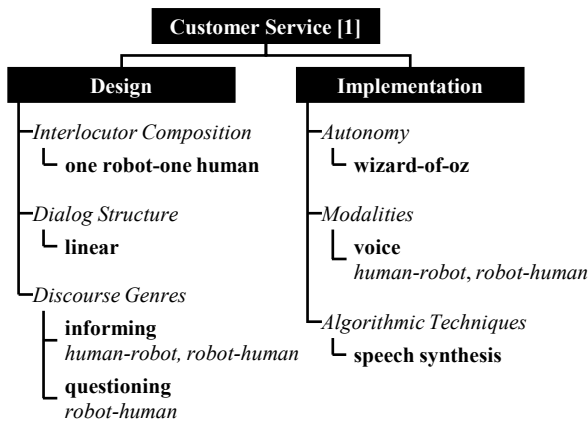 Customer Service [1]
Design
Interlocutor Composition
one robot-one human
Dialog Structure
linear
Discourse Genres
informing
human-robot, robot-human
questioning
robot-human
Implementation
Autonomy
wizard-of-oz
Modalities
voice
human-robot, robot-human
Algorithmic Techniques
speech synthesis